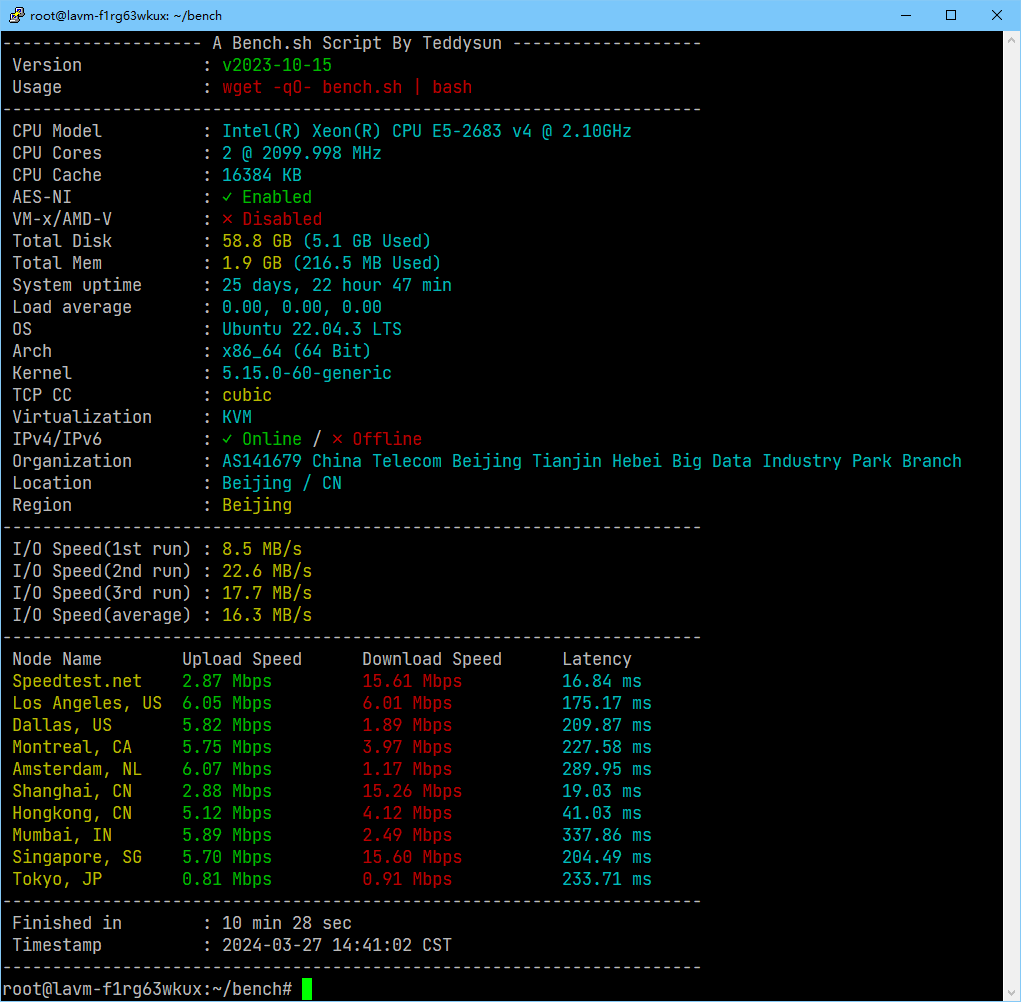 root@lavm-f1rg63wkux: ~/bench
-------------------- A Bench.sh Script By Teddysun -------------------
 Version            : v2023-10-15
 Usage              : wget -qO- bench.sh | bash
----------------------------------------------------------------------
 CPU Model          : Intel(R) Xeon(R) CPU E5-2683 v4 @ 2.10GHz
 CPU Cores          : 2 @ 2099.998 MHz
 CPU Cache          : 16384 KB
 AES-NI             : ✓ Enabled
 VM-x/AMD-V         : ✗ Disabled
 Total Disk         : 58.8 GB (5.1 GB Used)
 Total Mem          : 1.9 GB (216.5 MB Used)
 System uptime      : 25 days, 22 hour 47 min
 Load average       : 0.00, 0.00, 0.00
 OS                 : Ubuntu 22.04.3 LTS
 Arch               : x86_64 (64 Bit)
 Kernel             : 5.15.0-60-generic
 TCP CC             : cubic
 Virtualization     : KVM
 IPv4/IPv6          : ✓ Online / ✗ Offline
 Organization       : AS141679 China Telecom Beijing Tianjin Hebei Big Data Industry Park Branch
 Location           : Beijing / CN
 Region             : Beijing
----------------------------------------------------------------------
 I/O Speed(1st run) : 8.5 MB/s
 I/O Speed(2nd run) : 22.6 MB/s
 I/O Speed(3rd run) : 17.7 MB/s
 I/O Speed(average) : 16.3 MB/s
----------------------------------------------------------------------
 Node Name        Upload Speed      Download Speed      Latency
 Speedtest.net    2.87 Mbps         15.61 Mbps          16.84 ms
 Los Angeles, US  6.05 Mbps         6.01 Mbps           175.17 ms
 Dallas, US       5.82 Mbps         1.89 Mbps           209.87 ms
 Montreal, CA     5.75 Mbps         3.97 Mbps           227.58 ms
 Amsterdam, NL    6.07 Mbps         1.17 Mbps           289.95 ms
 Shanghai, CN     2.88 Mbps         15.26 Mbps          19.03 ms
 Hongkong, CN     5.12 Mbps         4.12 Mbps           41.03 ms
 Mumbai, IN       5.89 Mbps         2.49 Mbps           337.86 ms
 Singapore, SG    5.70 Mbps         15.60 Mbps          204.49 ms
 Tokyo, JP        0.81 Mbps         0.91 Mbps           233.71 ms
----------------------------------------------------------------------
 Finished in        : 10 min 28 sec
 Timestamp          : 2024-03-27 14:41:02 CST
----------------------------------------------------------------------
root@lavm-f1rg63wkux:~/bench#